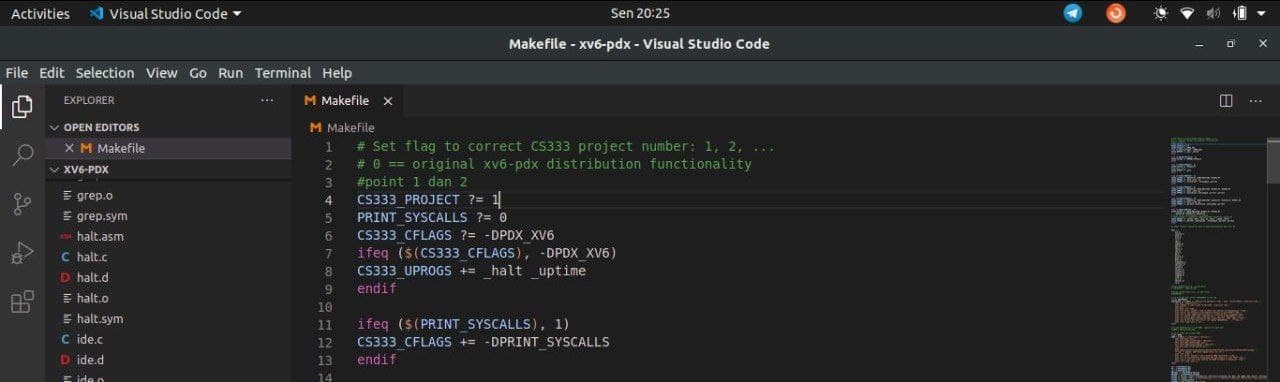 Activities Visual Studio Code Sen 20:25
Makefile - xv6-pdx - Visual Studio Code
File Edit Selection View Go Run Terminal Help
EXPLORER
OPEN EDITORS
Makefile
XV6-PDX
grep.o
grep.sym
halt.asm
halt.c
halt.d
halt.o
halt.sym
ide.c
ide.d
ide.o
Makefile
Makefile
1 # Set flag to correct CS333 project number: 1, 2, ...
2 # 0 == original xv6-pdx distribution functionality
3 #point 1 dan 2
4 CS333_PROJECT ?= 1
5 PRINT_SYSCALLS ?= 0
6 CS333_CFLAGS ?= -DPDX_XV6
7 ifeq ($(CS333_CFLAGS), -DPDX_XV6)
8 CS333_UPROGS += _halt _uptime
9 endif
10
11 ifeq ($(PRINT_SYSCALLS), 1)
12 CS333_CFLAGS += -DPRINT_SYSCALLS
13 endif
14